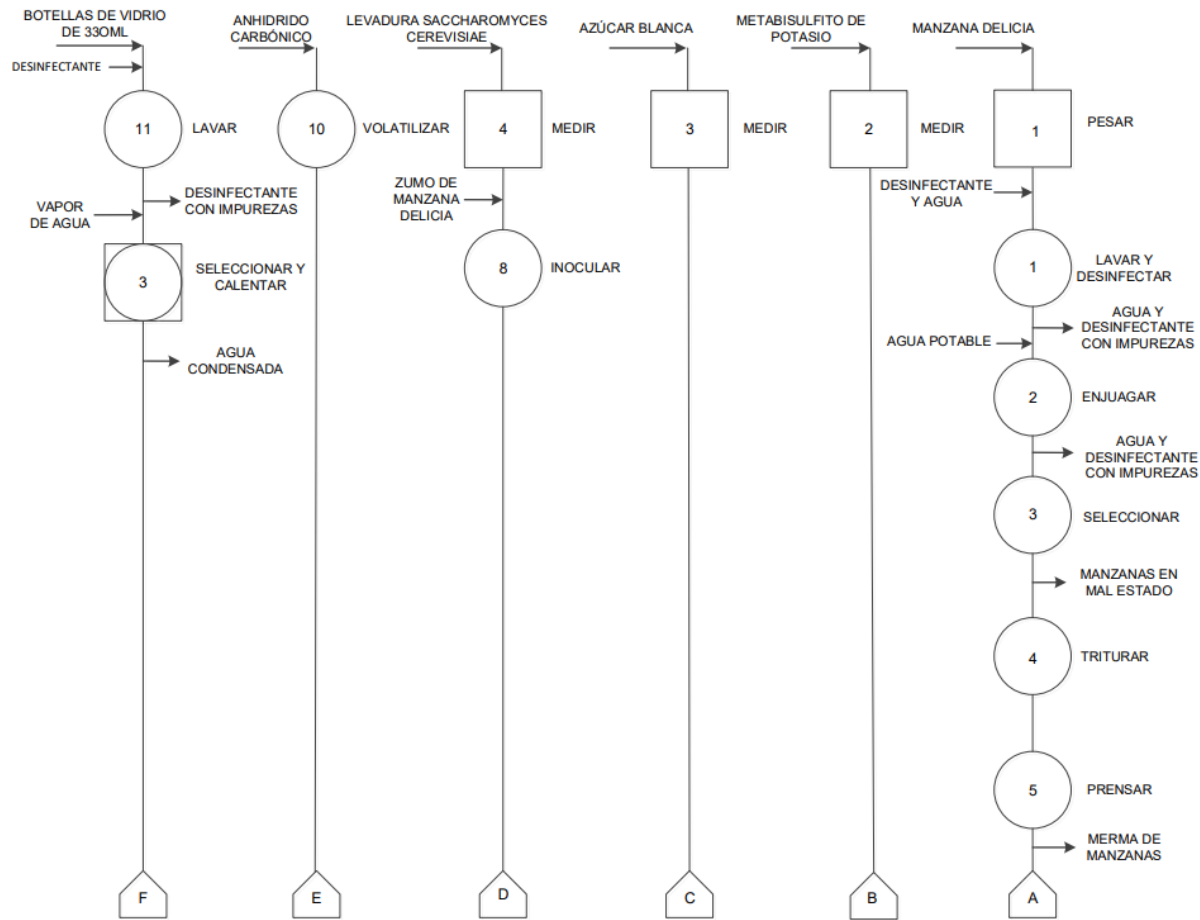 BOTELLAS DE VIDRIO
DE 33OML
DESINFECTANTE
11
LAVAR
DESINFECTANTE
CON IMPUREZAS
VAPOR
DE AGUA
3
SELECCIONAR Y
CALENTAR
AGUA
CONDENSADA
F
ANHIDRIDO
CARBÓNICO
10
VOLATILIZAR
E
LEVADURA SACCHAROMYCES
CEREVISIAE
4
MEDIR
ZUMO DE
MANZANA
DELICIA
8
INOCULAR
D
AZÚCAR BLANCA
3
MEDIR
C
METABISULFITO DE
POTASIO
2
MEDIR
B
MANZANA DELICIA
1
PESAR
DESINFECTANTE
Y AGUA
1
LAVAR Y
DESINFECTAR
AGUA Y
DESINFECTANTE
CON IMPUREZAS
AGUA POTABLE
2
ENJUAGAR
AGUA Y
DESINFECTANTE
CON IMPUREZAS
3
SELECCIONAR
MANZANAS EN
MAL ESTADO
4
TRITURAR
5
PRENSAR
MERMA DE
MANZANAS
A